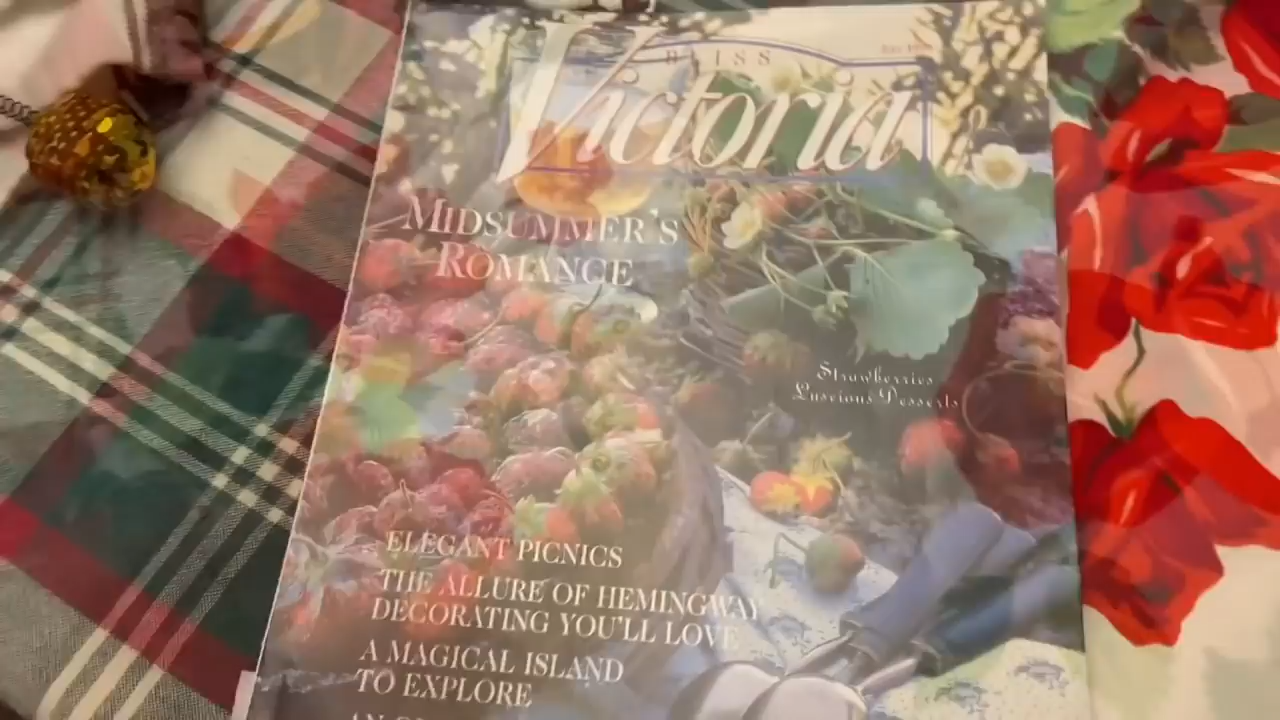 BLISS
Victoria
MIDSUMMER'S
ROMANCE
Strawberries
Luscious Desserts
ELEGANT PICNICS
THE ALLURE OF HEMINGWAY
DECORATING YOU'LL LOVE
A MAGICAL ISLAND
TO EXPLORE